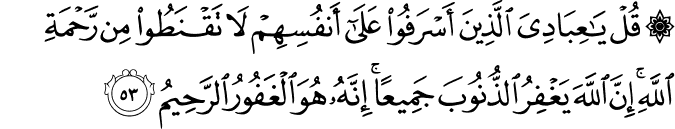 ۞ قُلْ يَـٰعِبَادِىَ ٱلَّذِينَ أَسْرَفُوا۟ عَلَىٰٓ أَنفُسِهِمْ لَا تَقْنَطُوا۟ مِن رَّحْمَةِ
ٱللَّهِ ۚ إِنَّ ٱللَّهَ يَغْفِرُ ٱلذُّنُوبَ جَمِيعًا ۚ إِنَّهُۥ هُوَ ٱلْغَفُورُ ٱلرَّحِيمُ ٥٣